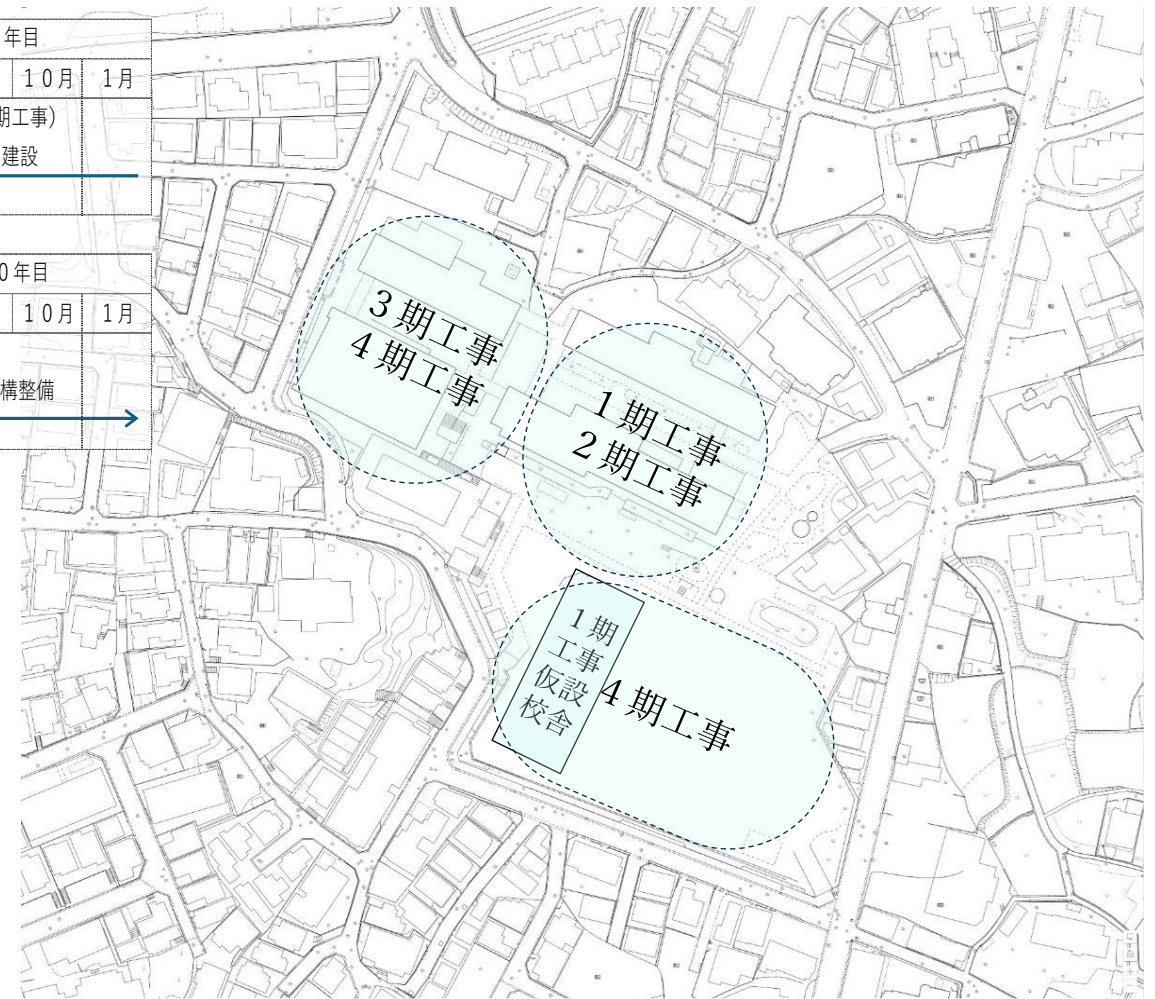 年目
10月 1月
期工事)
建設
0年目
10月 1月
構整備
3期工事
4期工事
1期工事
2期工事
1期
工事
仮設
校舎
4期工事